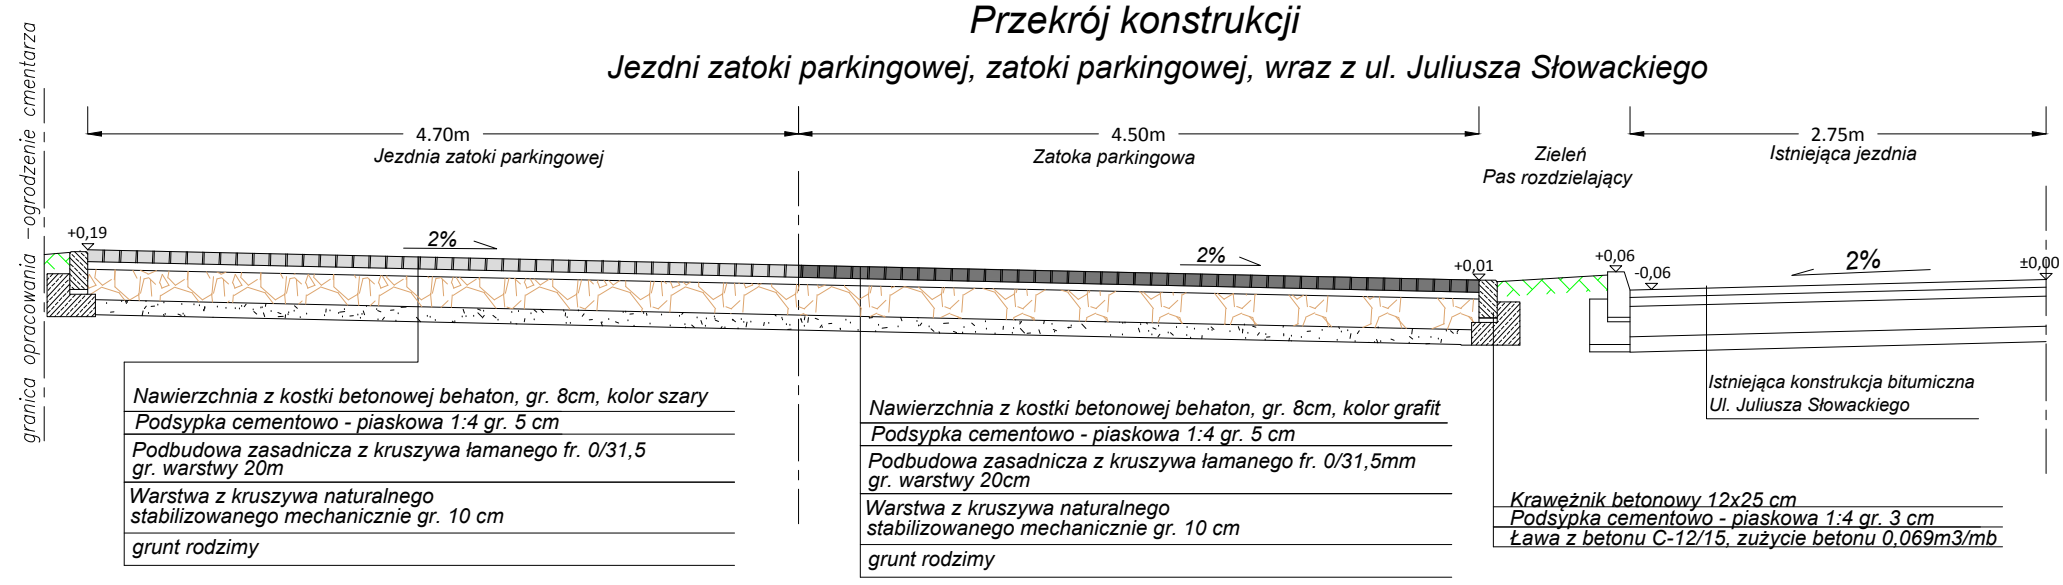 Przekrój konstrukcji
Jezdni zatoki parkingowej, zatoki parkingowej, wraz z ul. Juliusza Słowackiego
granica opracowania -ogrodzenie cmentarza
4.70m
Jezdnia zatoki parkingowej
4.50m
Zatoka parkingowa
Zieleń
Pas rozdzielający
2.75m
Istniejąca jezdnia
+0,19
2%
2%
+0,01
+0,06
-0,06
2%
±0,00
Nawierzchnia z kostki betonowej behaton, gr. 8cm, kolor szary
Podsypka cementowo - piaskowa 1:4 gr. 5 cm
Podbudowa zasadnicza z kruszywa łamanego fr. 0/31,5
gr. warstwy 20m
Warstwa z kruszywa naturalnego
stabilizowanego mechanicznie gr. 10 cm
grunt rodzimy
Nawierzchnia z kostki betonowej behaton, gr. 8cm, kolor grafit
Podsypka cementowo - piaskowa 1:4 gr. 5 cm
Podbudowa zasadnicza z kruszywa łamanego fr. 0/31,5mm
gr. warstwy 20cm
Warstwa z kruszywa naturalnego
stabilizowanego mechanicznie gr. 10 cm
grunt rodzimy
Istniejąca konstrukcja bitumiczna
Ul. Juliusza Słowackiego
Krawężnik betonowy 12x25 cm
Podsypka cementowo - piaskowa 1:4 gr. 3 cm
Ława z betonu C-12/15, zużycie betonu 0,069m3/mb